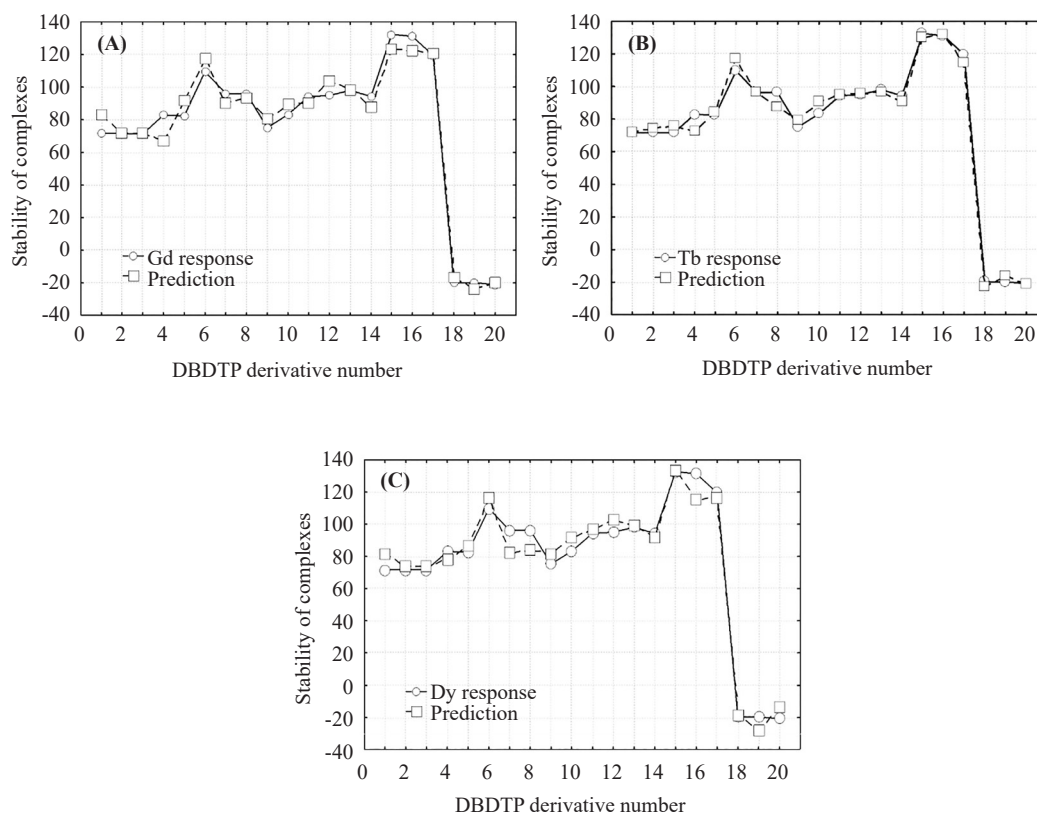 (A)
Stability of complexes
140
120
100
80
60
40
20
0
-20
-40
Gd response
Prediction
0 2 4 6 8 10 12 14 16 18 20
DBDTP derivative number
(B)
Stability of complexes
140
120
100
80
60
40
20
0
-20
-40
Tb response
Prediction
0 2 4 6 8 10 12 14 16 18 20
DBDTP derivative number
(C)
Stability of complexes
140
120
100
80
60
40
20
0
-20
-40
Dy response
Prediction
0 2 4 6 8 10 12 14 16 18 20
DBDTP derivative number